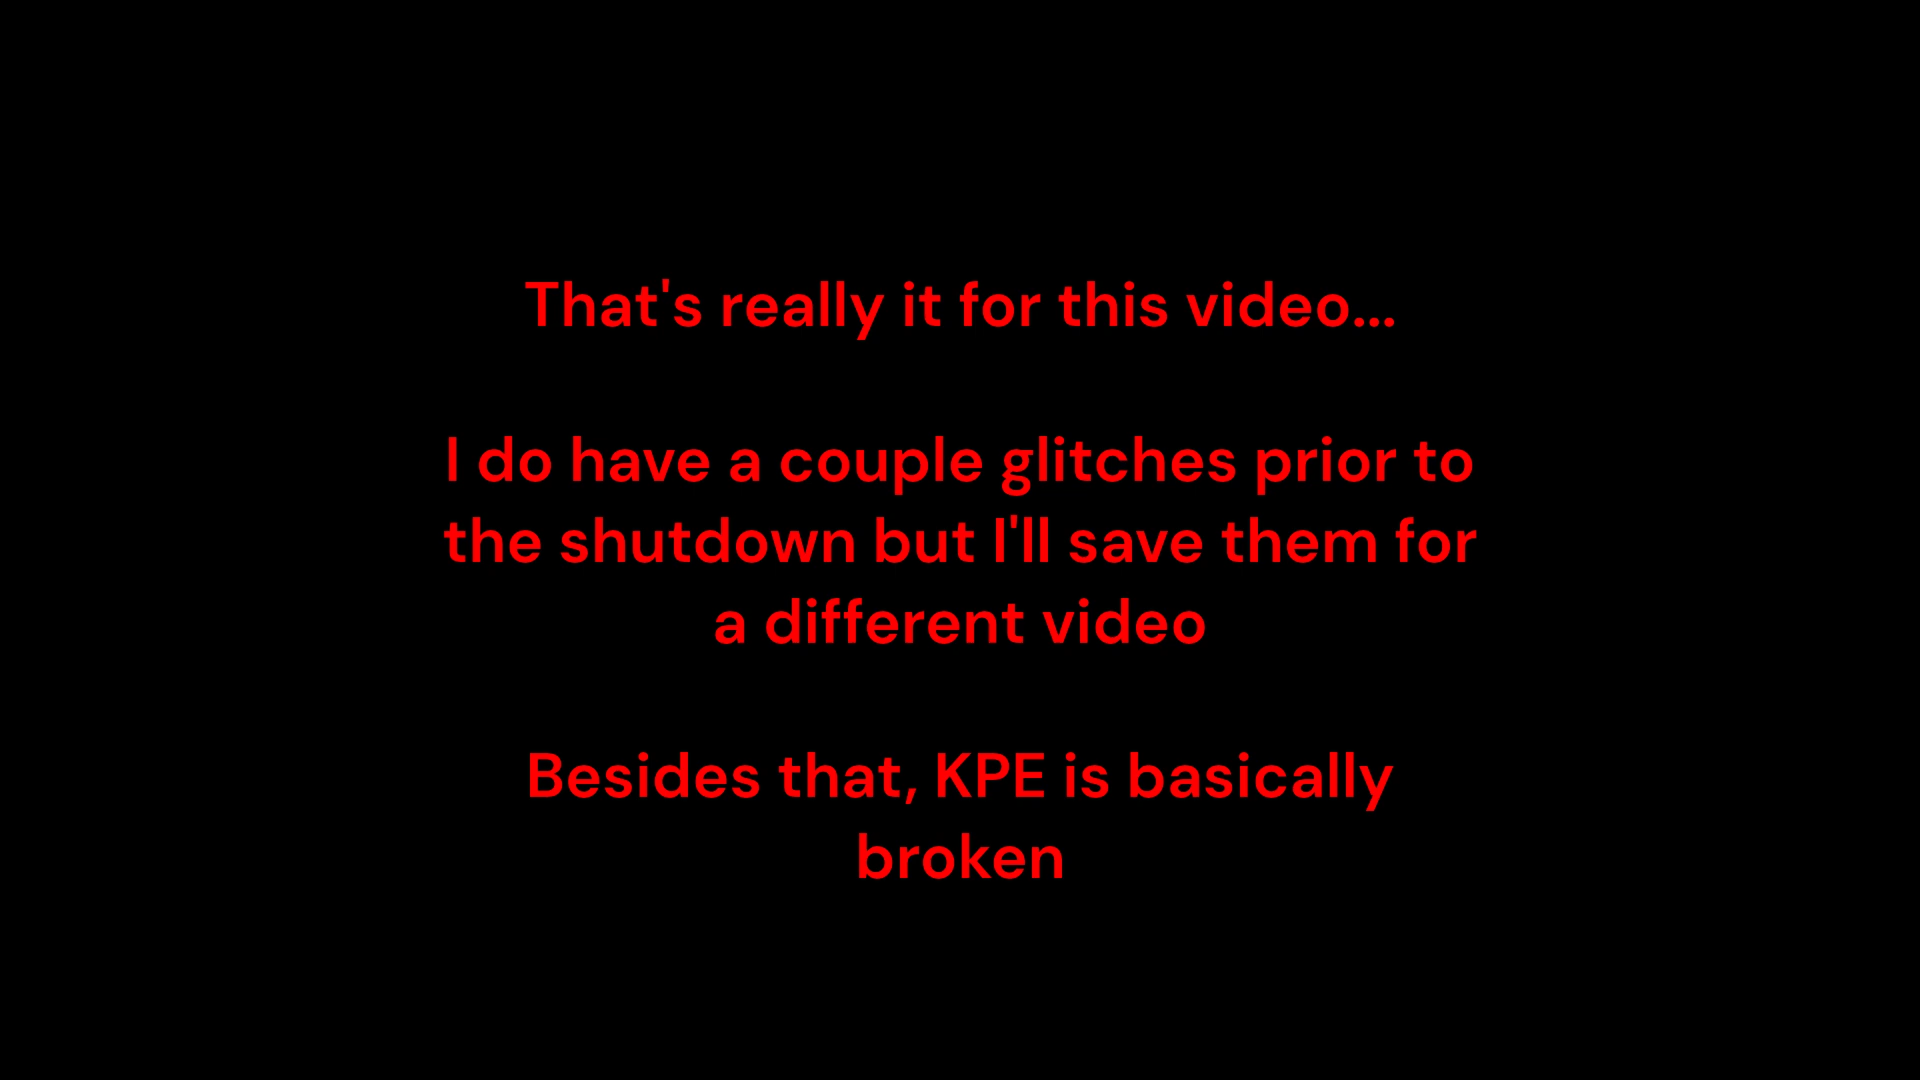 That's really it for this video...
I do have a couple glitches prior to
the shutdown but I'll save them for
a different video
Besides that, KPE is basically
broken